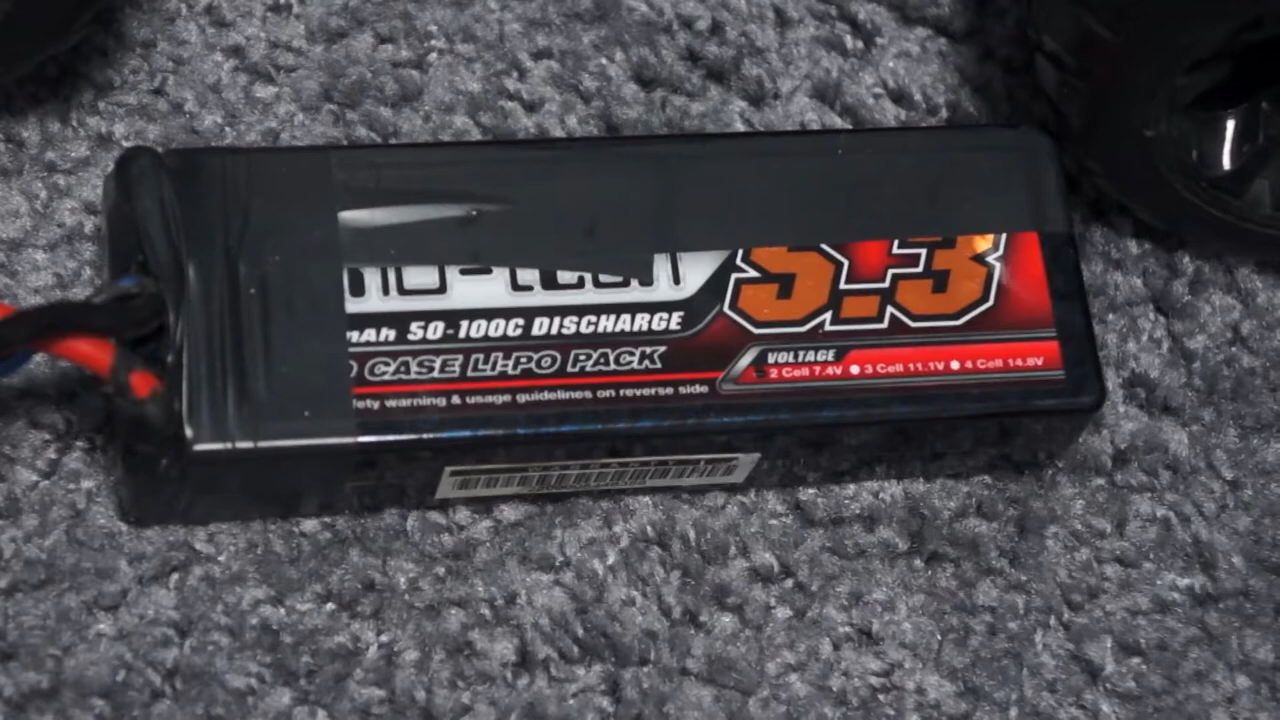 5.3
mAh 50-100C DISCHARGE
CASE LI-PO PACK
VOLTAGE
2 Cell 7.4V 3 Cell 11.1V 4 Cell 14.8V
warning & usage guidelines on reverse side
WARRANTY